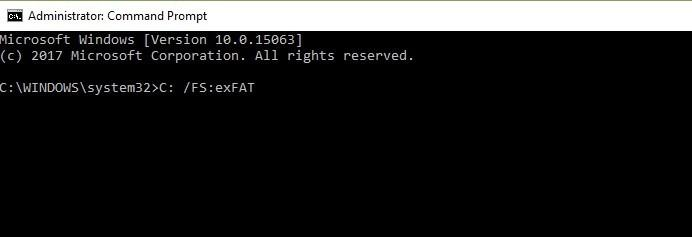 Administrator: Command Prompt
Microsoft Windows [Version 10.0.15063]
(c) 2017 Microsoft Corporation. All rights reserved.
C:\WINDOWS\system32>C: /FS:exFAT